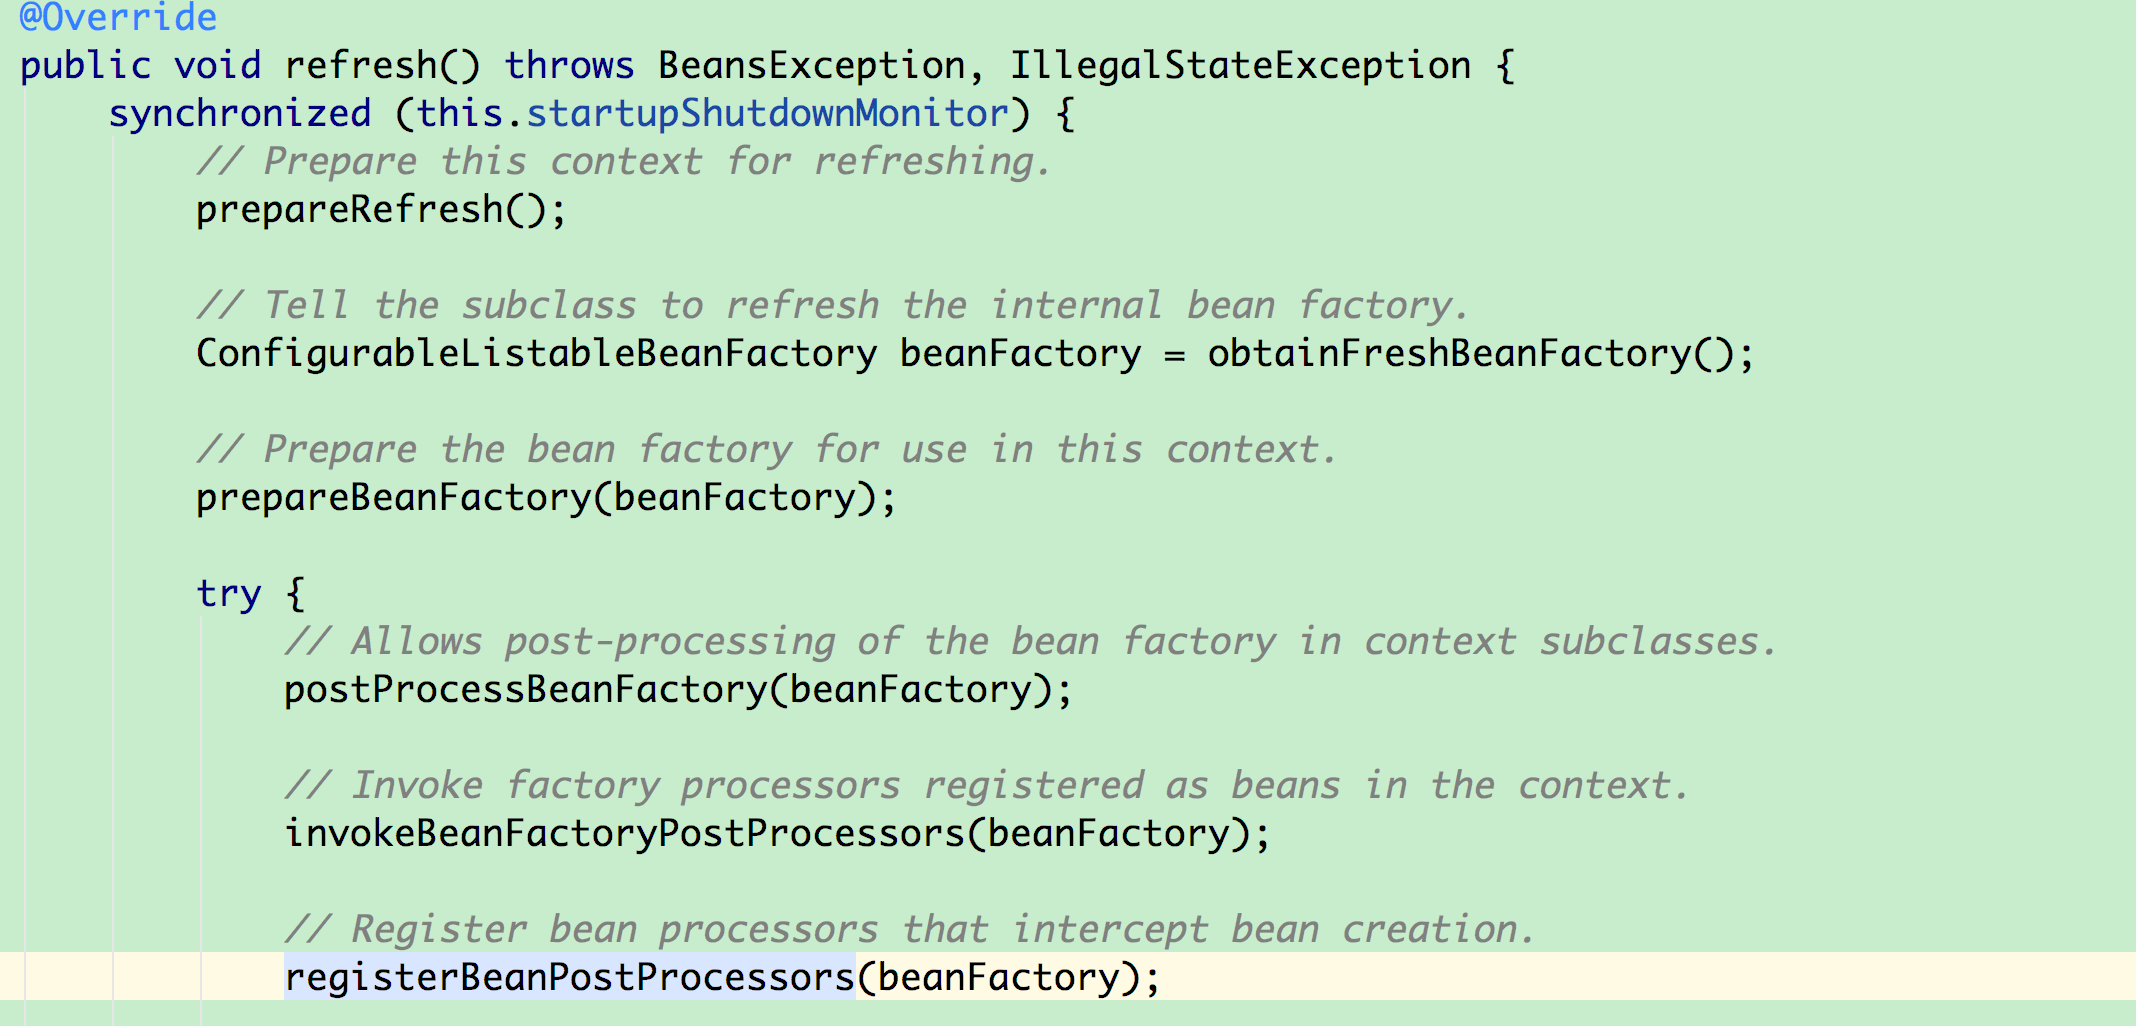 @Override
public void refresh() throws BeansException, IllegalStateException {
synchronized (this.startupShutdownMonitor) {
// Prepare this context for refreshing.
prepareRefresh();
// Tell the subclass to refresh the internal bean factory.
ConfigurableListableBeanFactory beanFactory = obtainFreshBeanFactory();
// Prepare the bean factory for use in this context.
prepareBeanFactory(beanFactory);
try {
// Allows post-processing of the bean factory in context subclasses.
postProcessBeanFactory(beanFactory);
// Invoke factory processors registered as beans in the context.
invokeBeanFactoryPostProcessors(beanFactory);
// Register bean processors that intercept bean creation.
registerBeanPostProcessors(beanFactory);